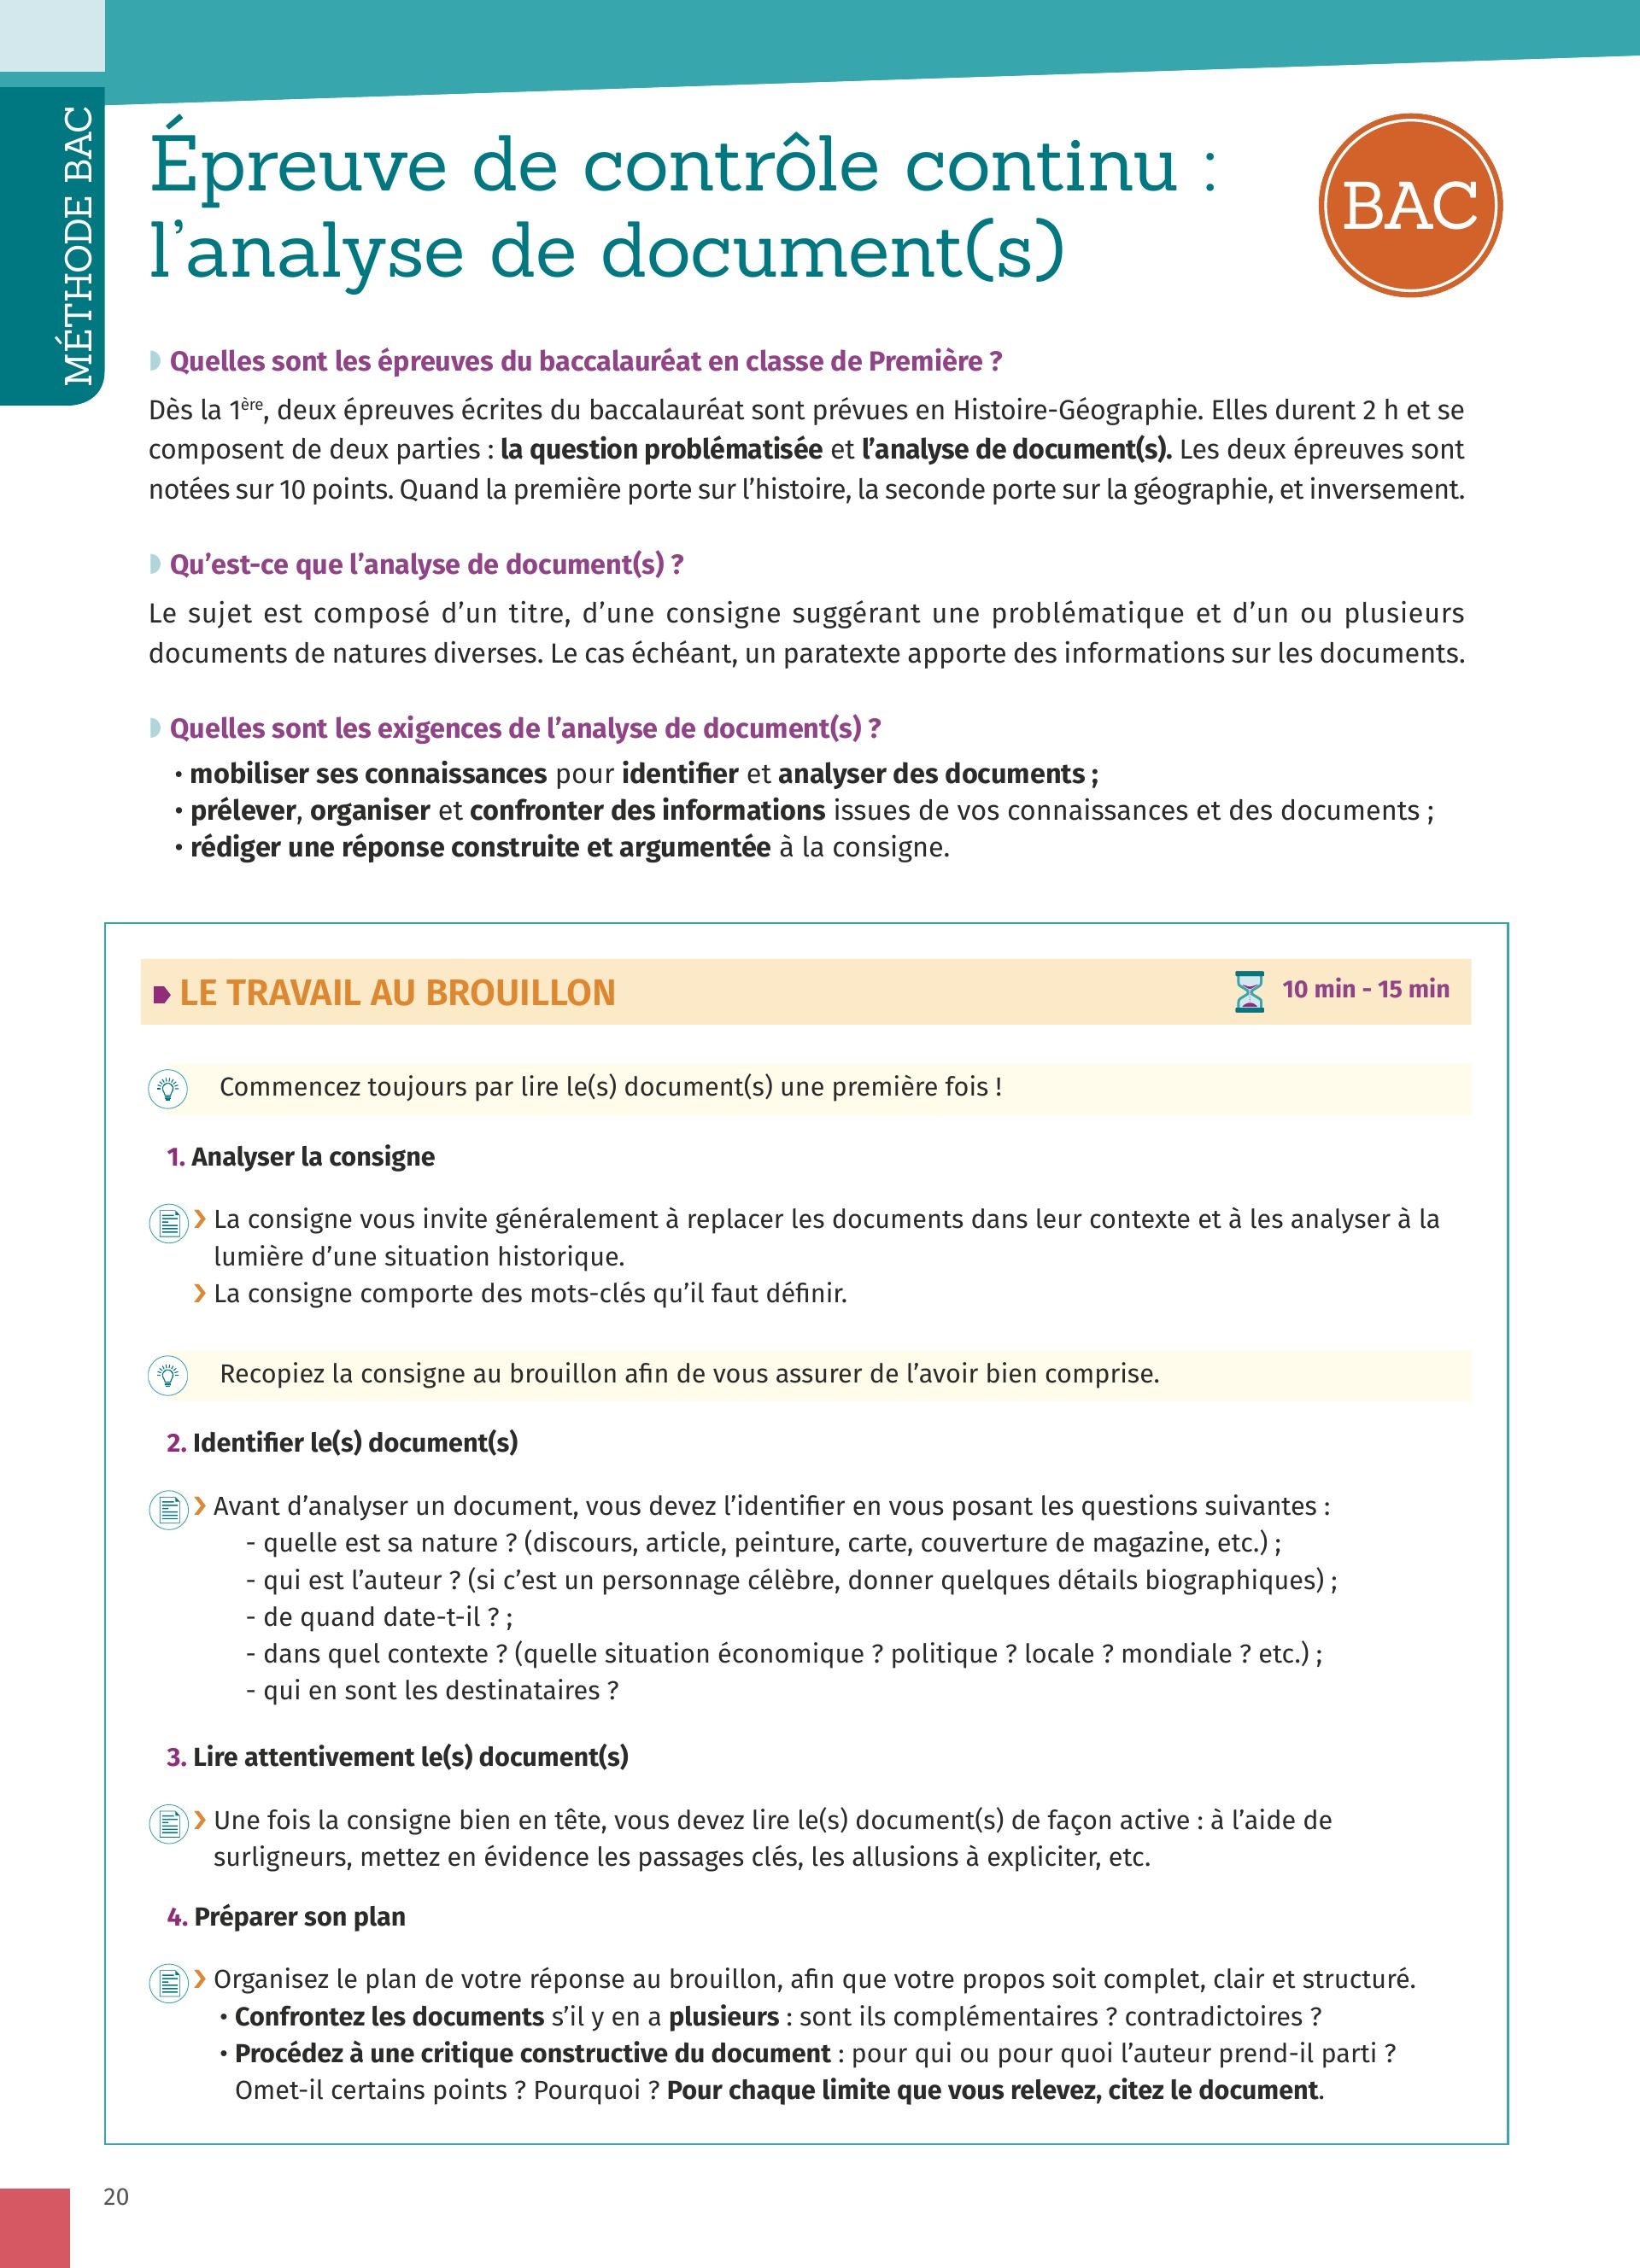 MÉTHODE BAC
Épreuve de contrôle continu :
l’analyse de document(s)
BAC
Quelles sont les épreuves du baccalauréat en classe de Première ?
Dès la 1ère, deux épreuves écrites du baccalauréat sont prévues en Histoire-Géographie. Elles durent 2 h et se
composent de deux parties : la question problématisée et l’analyse de document(s). Les deux épreuves sont
notées sur 10 points. Quand la première porte sur l’histoire, la seconde porte sur la géographie, et inversement.
Qu’est-ce que l’analyse de document(s) ?
Le sujet est composé d’un titre, d’une consigne suggérant une problématique et d’un ou plusieurs
documents de natures diverses. Le cas échéant, un paratexte apporte des informations sur les documents.
Quelles sont les exigences de l’analyse de document(s) ?
• mobiliser ses connaissances pour identifier et analyser des documents ;
• prélever, organiser et confronter des informations issues de vos connaissances et des documents ;
• rédiger une réponse construite et argumentée à la consigne.
LE TRAVAIL AU BROUILLON
10 min - 15 min
Commencez toujours par lire le(s) document(s) une première fois !
1. Analyser la consigne
› La consigne vous invite généralement à replacer les documents dans leur contexte et à les analyser à la
lumière d’une situation historique.
› La consigne comporte des mots-clés qu’il faut définir.
Recopiez la consigne au brouillon afin de vous assurer de l’avoir bien comprise.
2. Identifier le(s) document(s)
› Avant d’analyser un document, vous devez l’identifier en vous posant les questions suivantes :
- quelle est sa nature ? (discours, article, peinture, carte, couverture de magazine, etc.) ;
- qui est l’auteur ? (si c’est un personnage célèbre, donner quelques détails biographiques) ;
- de quand date-t-il ? ;
- dans quel contexte ? (quelle situation économique ? politique ? locale ? mondiale ? etc.) ;
- qui en sont les destinataires ?
3. Lire attentivement le(s) document(s)
› Une fois la consigne bien en tête, vous devez lire le(s) document(s) de façon active : à l’aide de
surligneurs, mettez en évidence les passages clés, les allusions à expliciter, etc.
4. Préparer son plan
› Organisez le plan de votre réponse au brouillon, afin que votre propos soit complet, clair et structuré.
• Confrontez les documents s’il y en a plusieurs : sont ils complémentaires ? contradictoires ?
• Procédez à une critique constructive du document : pour qui ou pour quoi l’auteur prend-il parti ?
Omet-il certains points ? Pourquoi ? Pour chaque limite que vous relevez, citez le document.
20